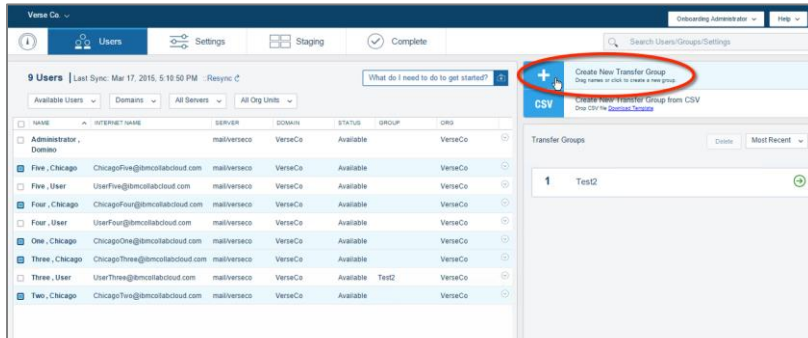 Verse Co.
Onboarding Administrator
Help
Users
Settings
Staging
Complete
Search Users/Groups/Settings
9 Users | Last Sync: Mar 17, 2015, 5:10:50 PM Resync
What do I need to do to get started?
Available Users
Domains
All Servers
All Org Units
NAME INTERNET NAME SERVER DOMAIN STATUS GROUP ORG
Administrator , Domino mail/verseco VerseCo Available VerseCo
Five , Chicago ChicagoFive@ibmcollabcloud.com mail/verseco VerseCo Available VerseCo
Five , User UserFive@ibmcollabcloud.com mail/verseco VerseCo Available VerseCo
Four , Chicago ChicagoFour@ibmcollabcloud.com mail/verseco VerseCo Available VerseCo
Four , User UserFour@ibmcollabcloud.com mail/verseco VerseCo Available VerseCo
One , Chicago ChicagoOne@ibmcollabcloud.com mail/verseco VerseCo Available VerseCo
Three , Chicago ChicagoThree@ibmcollabcloud.com mail/verseco VerseCo Available VerseCo
Three , User UserThree@ibmcollabcloud.com mail/verseco VerseCo Available Test2 VerseCo
Two , Chicago ChicagoTwo@ibmcollabcloud.com mail/verseco VerseCo Available VerseCo
Create New Transfer Group
Drag names or click to create a new group.
CSV
Create New Transfer Group from CSV
Drop CSV file Download Template
Transfer Groups
Delete
Most Recent
1 Test2